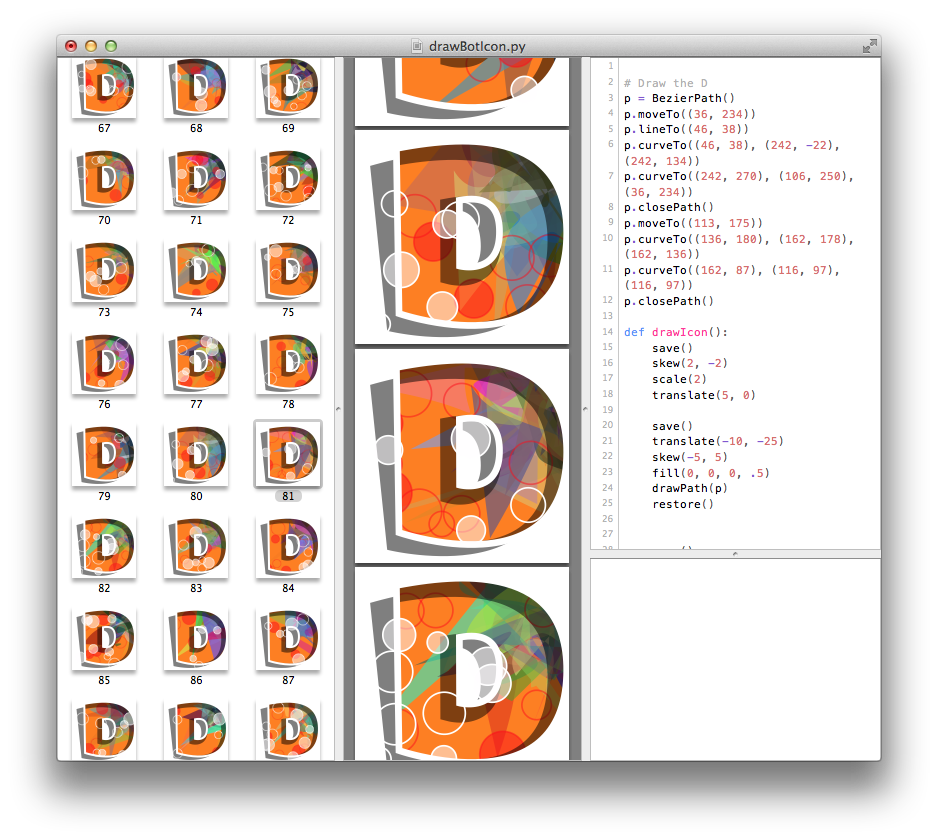 drawBotIcon.py
67 68 69
70 71 72
73 74 75
76 77 78
79 80 81
82 83 84
85 86 87
D
D
D
1
2 # Draw the D
3 p = BezierPath()
4 p.moveTo((36, 234))
5 p.lineTo((46, 38))
6 p.curveTo((46, 38), (242, -22),
(242, 134))
7 p.curveTo((242, 270), (106, 250),
(36, 234))
8 p.closePath()
9 p.moveTo((113, 175))
10 p.curveTo((136, 180), (162, 178),
(162, 136))
11 p.curveTo((162, 87), (116, 97),
(116, 97))
12 p.closePath()
13
14 def drawIcon():
15 save()
16 skew(2, -2)
17 scale(2)
18 translate(5, 0)
19
20 save()
21 translate(-10, -25)
22 skew(-5, 5)
23 fill(0, 0, 0, .5)
24 drawPath(p)
25 restore()
26
27